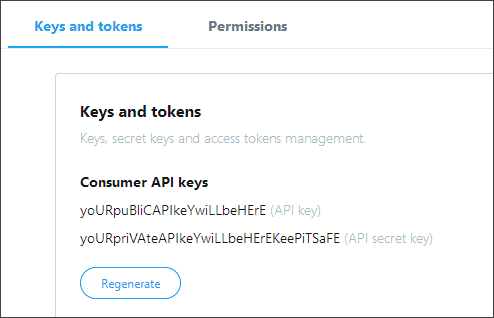 Keys and tokens Permissions
Keys and tokens
Keys, secret keys and access tokens management.
Consumer API keys
yoURpuBliCAPIkeYwiLLbeHErE (API key)
yoURpriVAteAPIkeYwiLLbeHErEKeePiTSaFE (API secret key)
Regenerate